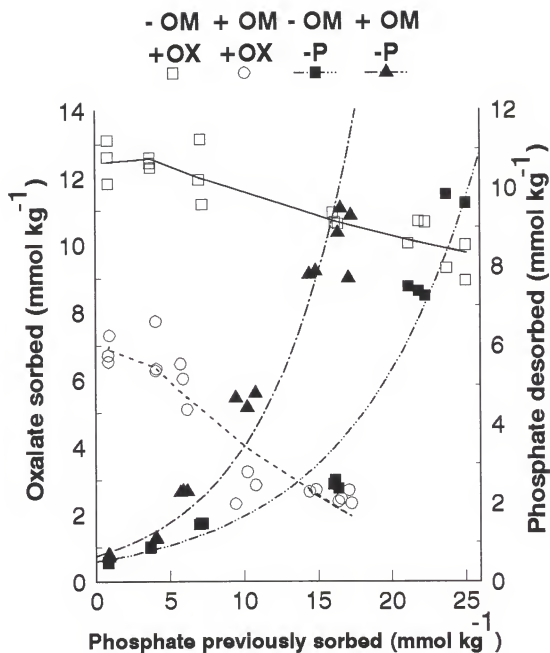 - OM + OM - OM + OM
+OX +OX -P -P
14
12
10
8
6
4
2
0
Oxalate sorbed (mmol kg-1)
12
10
8
6
4
2
0
Phosphate desorbed (mmol kg-1)
0 5 10 15 20 25
Phosphate previously sorbed (mmol kg-1)